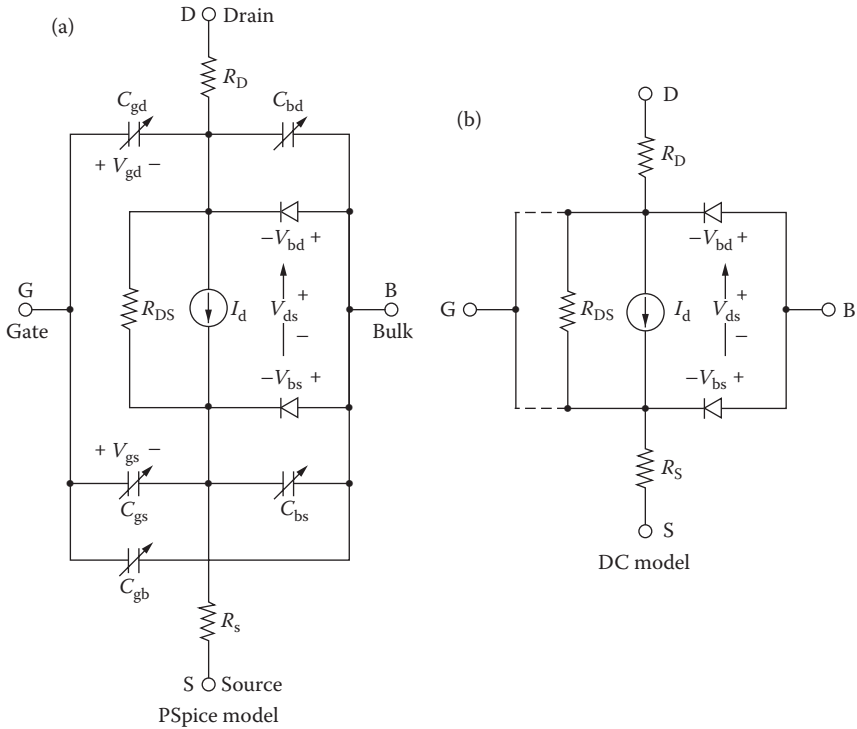 (a)
D Drain
R_D
C_gd
C_bd
+ V_gd −
−V_bd +
G
Gate
R_DS
I_d
+
V_ds
−
B
Bulk
−V_bs +
+ V_gs −
C_gs
C_bs
C_gb
R_s
S Source
PSpice model
(b)
D
R_D
−V_bd +
G
R_DS
I_d
+
V_ds
−
B
−V_bs +
R_S
S
DC model